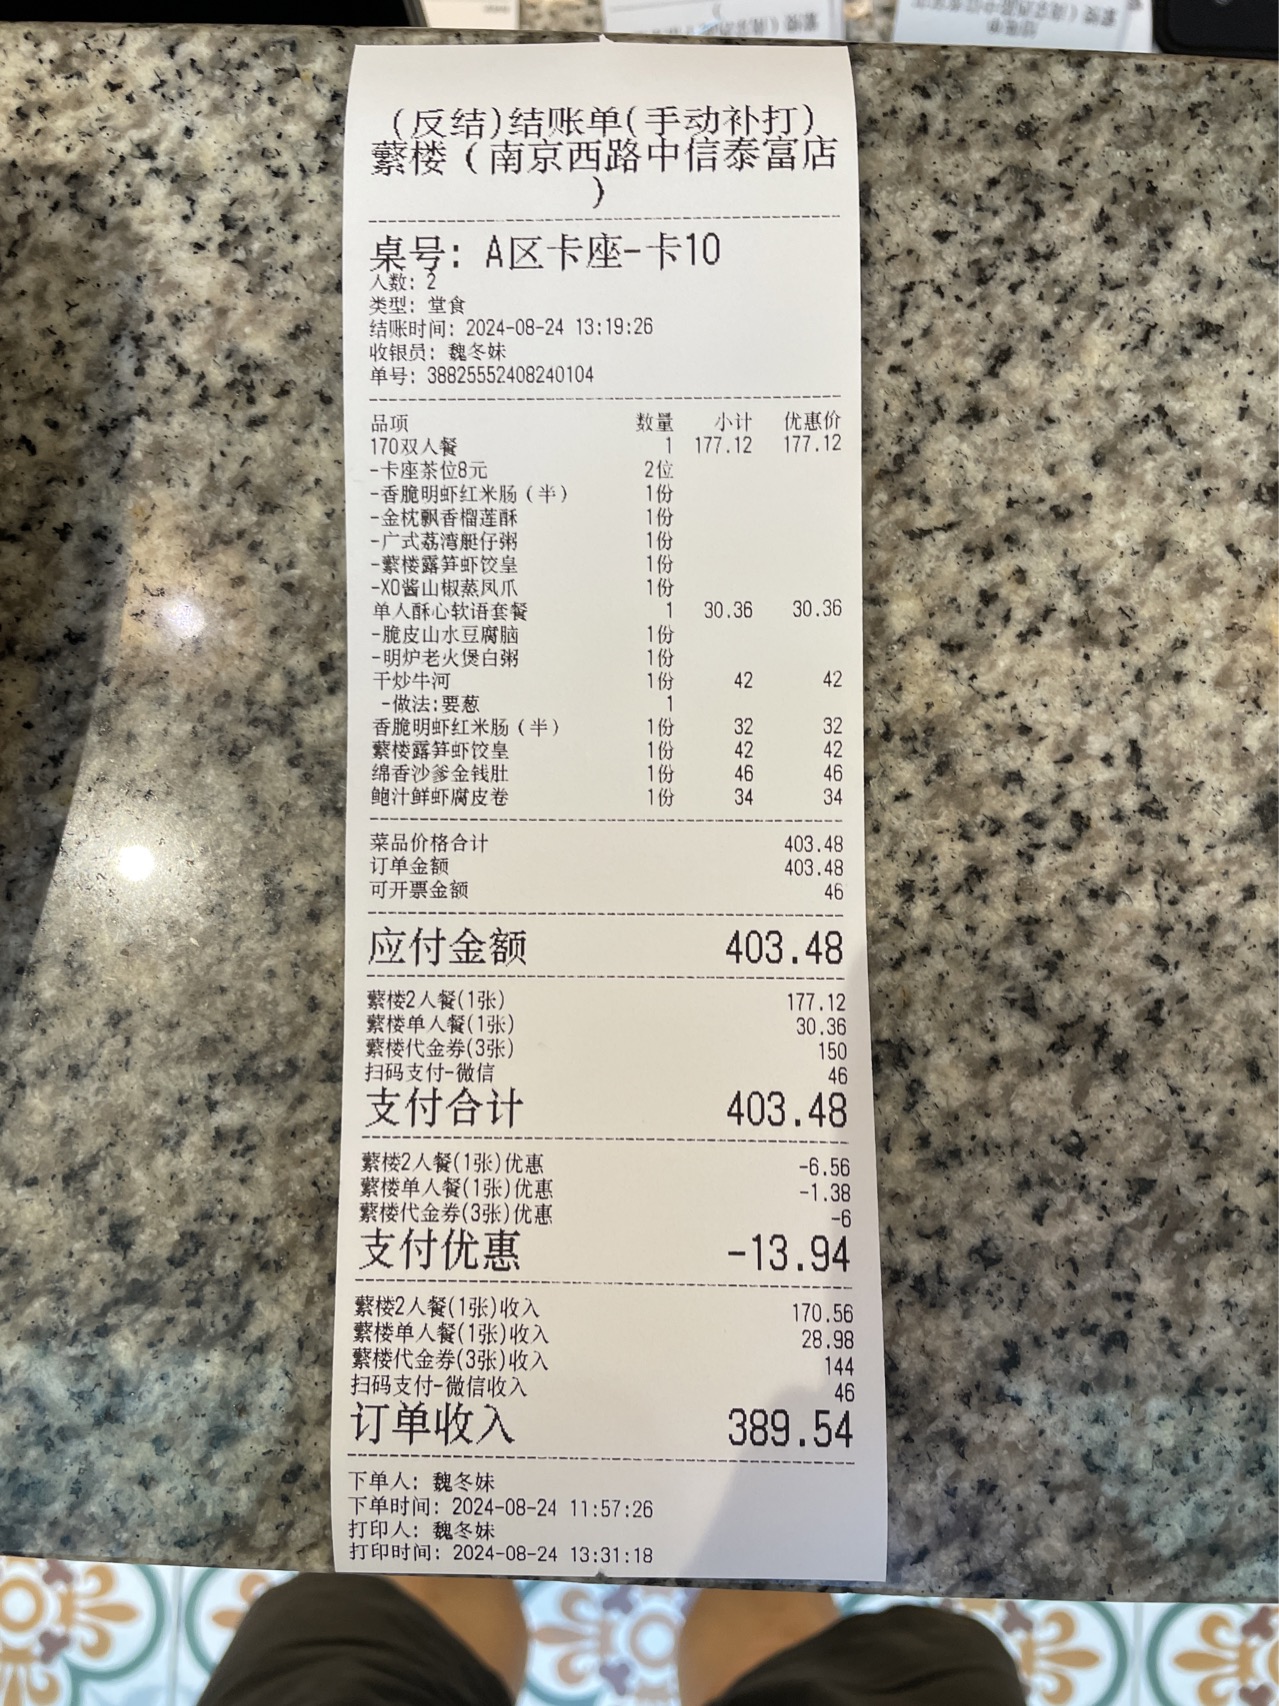 (反结)结账单(手动补打)
蘩楼（南京西路中信泰富店
）
桌号: A区卡座-卡10
人数: 2
类型: 堂食
结账时间: 2024-08-24 13:19:26
收银员: 魏冬妹
单号: 38825552408240104
品项 数量 小计 优惠价
170双人餐 1 177.12 177.12
-卡座茶位8元 2位
-香脆明虾红米肠（半） 1份
-金枕飘香榴莲酥 1份
-广式荔湾艇仔粥 1份
-蘩楼露笋虾饺皇 1份
-XO酱山椒蒸凤爪 1份
单人酥心软语套餐 1 30.36 30.36
-脆皮山水豆腐脑 1份
-明炉老火煲白粥 1份
干炒牛河 1份 42 42
-做法:要葱 1
香脆明虾红米肠（半） 1份 32 32
蘩楼露笋虾饺皇 1份 42 42
绵香沙爹金钱肚 1份 46 46
鲍汁鲜虾腐皮卷 1份 34 34
菜品价格合计 403.48
订单金额 403.48
可开票金额 46
应付金额 403.48
蘩楼2人餐(1张) 177.12
蘩楼单人餐(1张) 30.36
蘩楼代金券(3张) 150
扫码支付-微信 46
支付合计 403.48
蘩楼2人餐(1张)优惠 -6.56
蘩楼单人餐(1张)优惠 -1.38
蘩楼代金券(3张)优惠 -6
支付优惠 -13.94
蘩楼2人餐(1张)收入 170.56
蘩楼单人餐(1张)收入 28.98
蘩楼代金券(3张)收入 144
扫码支付-微信收入 46
订单收入 389.54
下单人: 魏冬妹
下单时间: 2024-08-24 11:57:26
打印人: 魏冬妹
打印时间: 2024-08-24 13:31:18